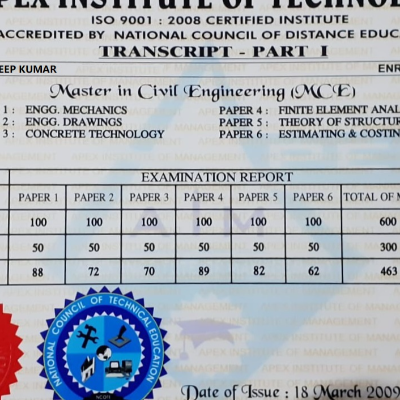 APEX INSTITUTE OF TECHNOLO
ISO 9001 : 2008 CERTIFIED INSTITUTE
ACCREDITED BY NATIONAL COUNCIL OF DISTANCE EDUCA
TRANSCRIPT - PART I
EEP KUMAR ENR
Master in Civil Engineering (MCE)
1 : ENGG. MECHANICS PAPER 4 : FINITE ELEMENT ANAL
2 : ENGG. DRAWINGS PAPER 5 : THEORY OF STRUCTUR
3 : CONCRETE TECHNOLOGY PAPER 6 : ESTIMATING & COSTIN
EXAMINATION REPORT
PAPER 1 PAPER 2 PAPER 3 PAPER 4 PAPER 5 PAPER 6 TOTAL OF M
100 100 100 100 100 100 600
50 50 50 50 50 50 300
88 72 70 89 82 62 463
NATIONAL COUNCIL OF TECHNICAL EDUCATION
Date of Issue : 18 March 2009